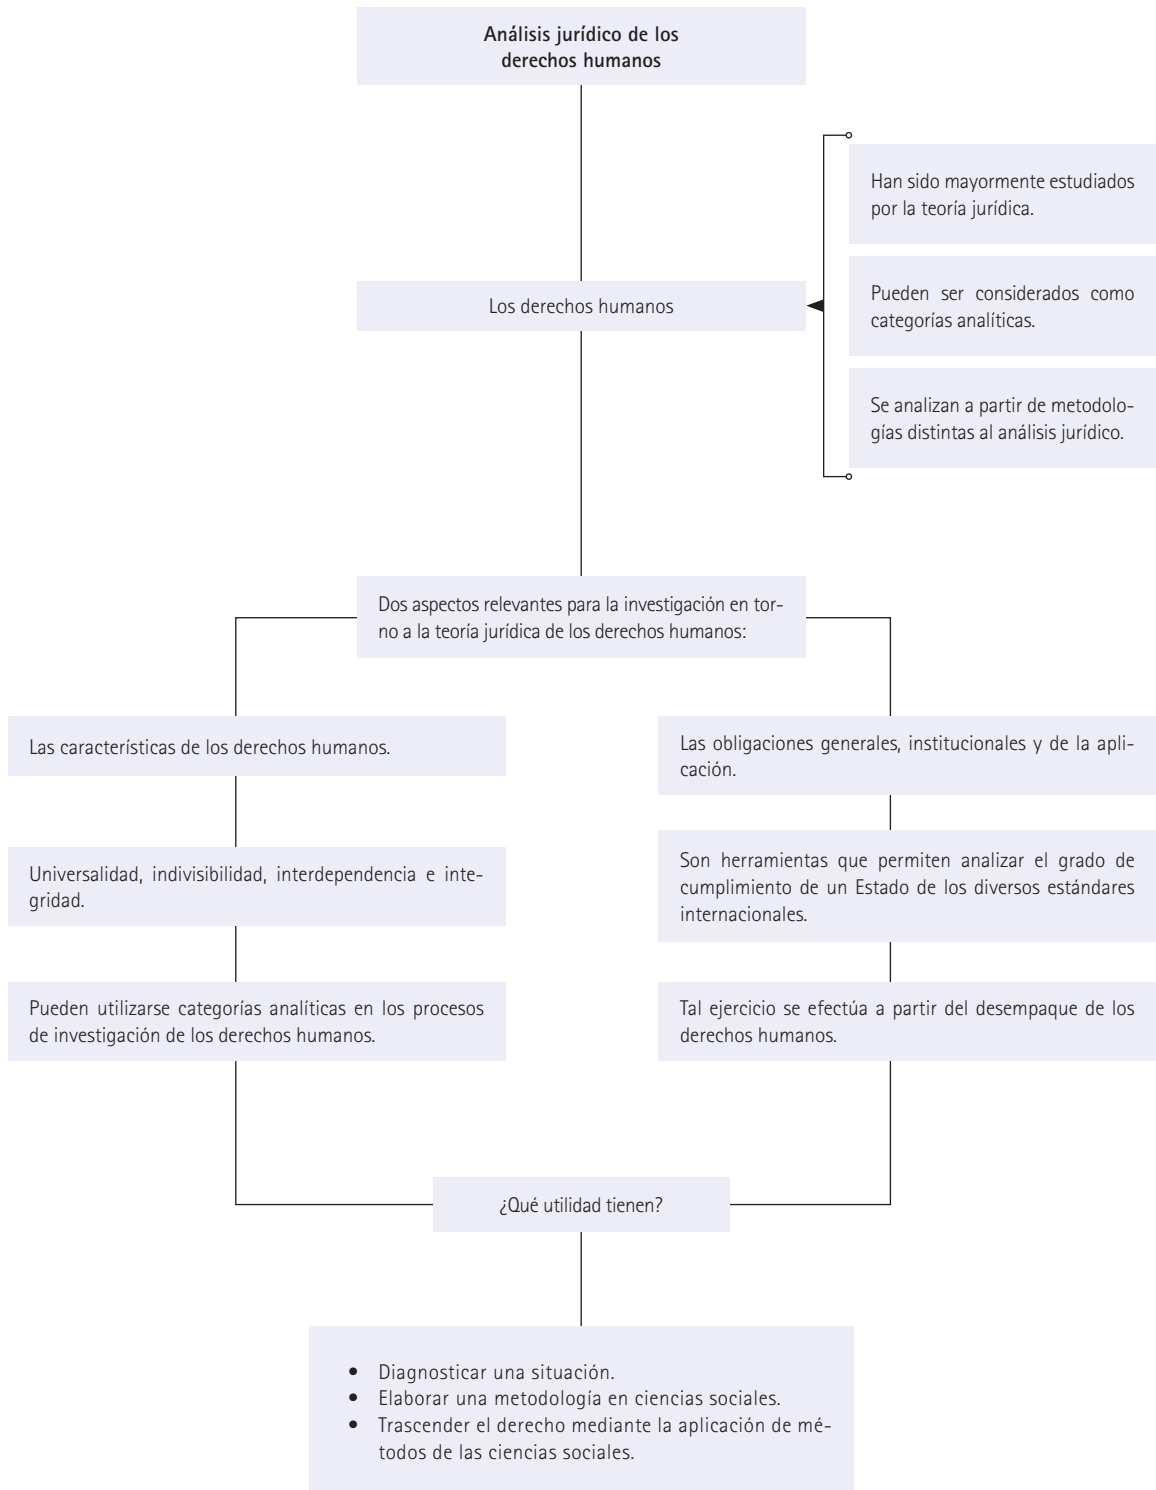 Análisis jurídico de los
derechos humanos
Han sido mayormente estudiados
por la teoría jurídica.
Los derechos humanos
Pueden ser considerados como
categorías analíticas.
Se analizan a partir de metodolo-
gías distintas al análisis jurídico.
Dos aspectos relevantes para la investigación en tor-
no a la teoría jurídica de los derechos humanos:
Las características de los derechos humanos.
Universalidad, indivisibilidad, interdependencia e inte-
gridad.
Pueden utilizarse categorías analíticas en los procesos
de investigación de los derechos humanos.
Las obligaciones generales, institucionales y de la apli-
cación.
Son herramientas que permiten analizar el grado de
cumplimiento de un Estado de los diversos estándares
internacionales.
Tal ejercicio se efectúa a partir del desempaque de los
derechos humanos.
¿Qué utilidad tienen?
• Diagnosticar una situación.
• Elaborar una metodología en ciencias sociales.
• Trascender el derecho mediante la aplicación de mé-
todos de las ciencias sociales.